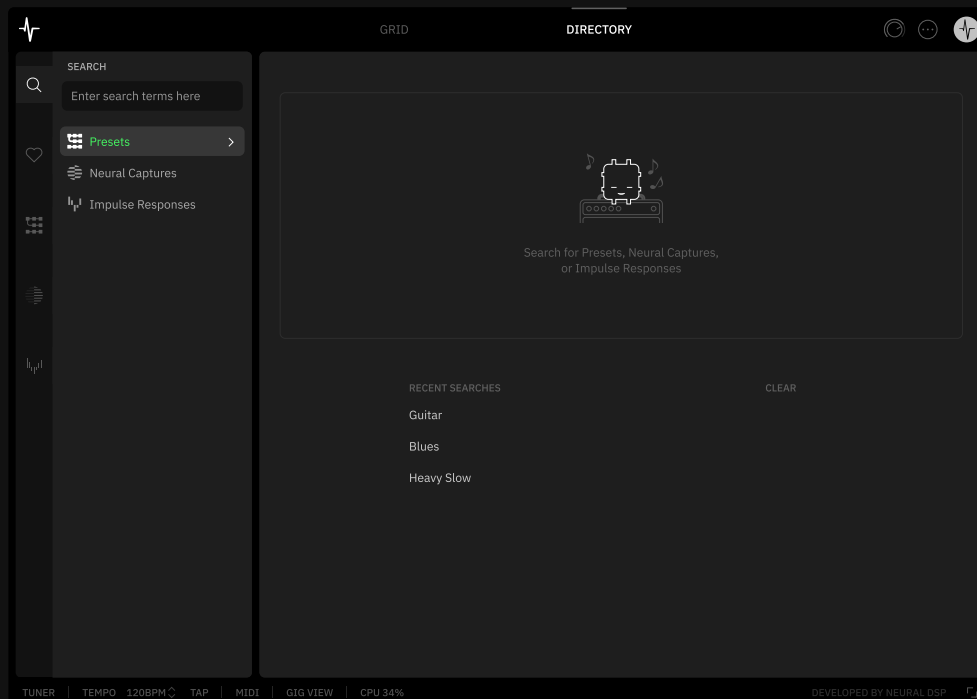 GRID
DIRECTORY
SEARCH
Enter search terms here
Presets
Neural Captures
Impulse Responses
Search for Presets, Neural Captures,
or Impulse Responses
RECENT SEARCHES
CLEAR
Guitar
Blues
Heavy Slow
TUNER
TEMPO 120BPM TAP
MIDI
GIG VIEW
CPU 34%
DEVELOPED BY NEURAL DSP